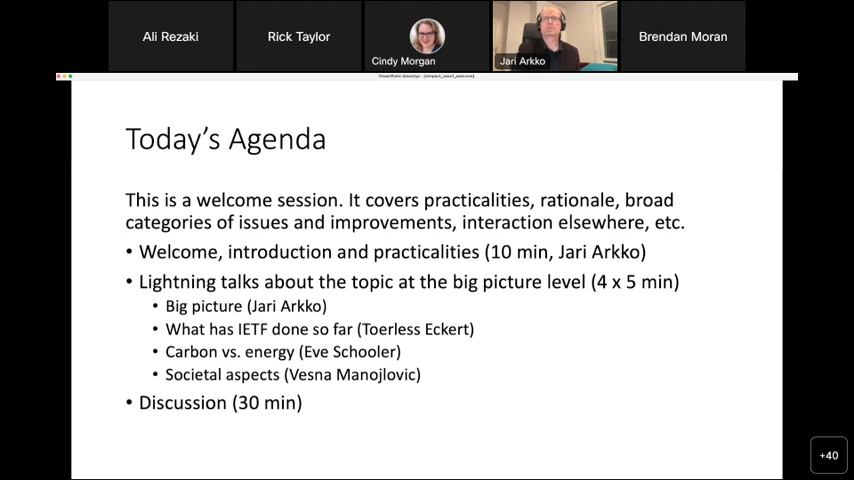 Ali Rezaki
Rick Taylor
Cindy Morgan
Jari Arkko
Brendan Moran
Today's Agenda
This is a welcome session. It covers practicalities, rationale, broad
categories of issues and improvements, interaction elsewhere, etc.
• Welcome, introduction and practicalities (10 min, Jari Arkko)
• Lightning talks about the topic at the big picture level (4 x 5 min)
• Big picture (Jari Arkko)
• What has IETF done so far (Toerless Eckert)
• Carbon vs. energy (Eve Schooler)
• Societal aspects (Vesna Manojlovic)
• Discussion (30 min)
+40